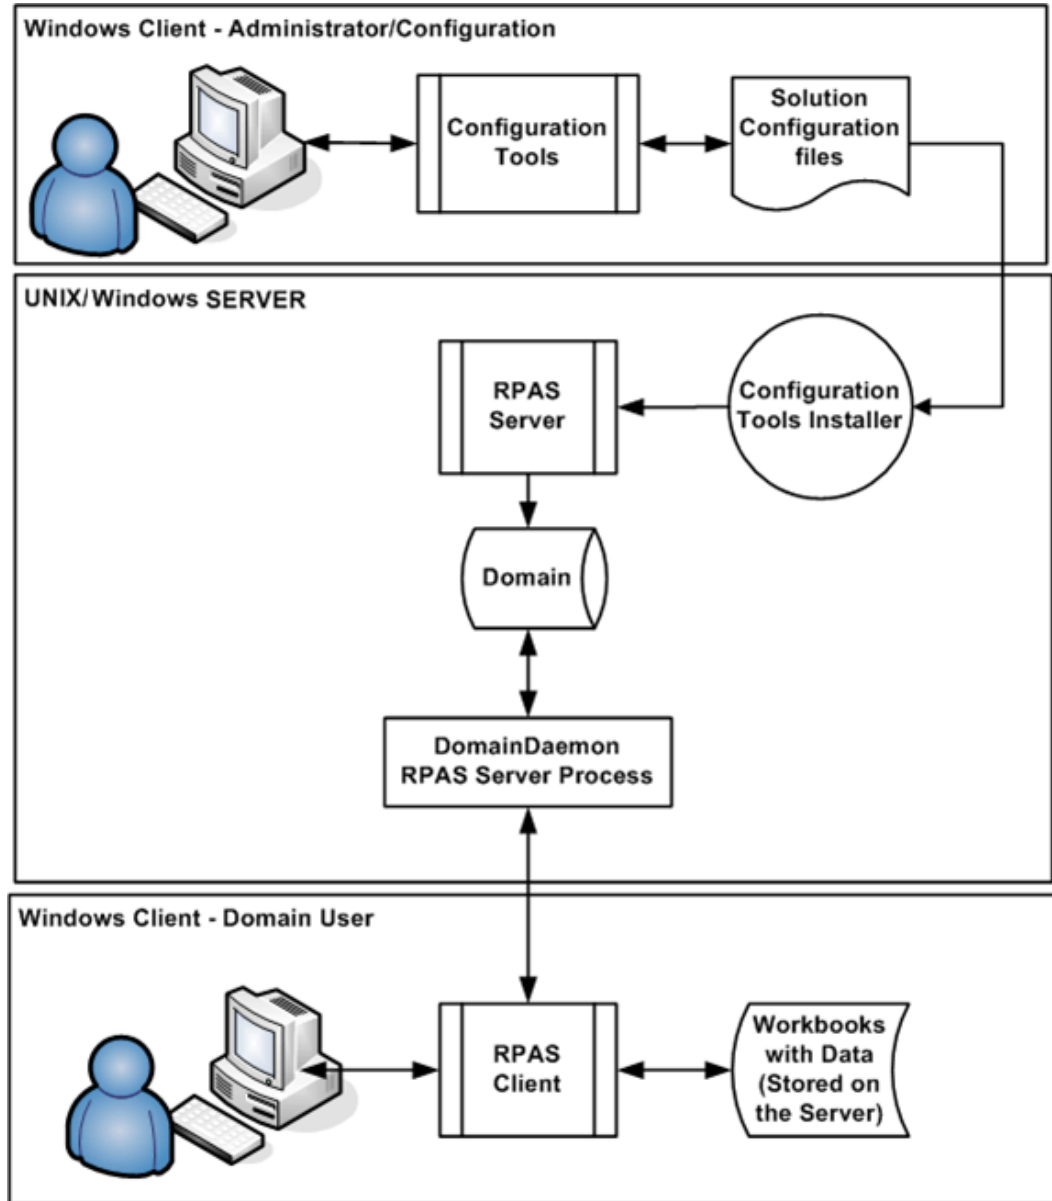 Windows Client - Administrator/Configuration
Configuration
Tools
Solution
Configuration
files
UNIX/Windows SERVER
RPAS
Server
Configuration
Tools Installer
Domain
DomainDaemon
RPAS Server Process
Windows Client - Domain User
RPAS
Client
Workbooks
with Data
(Stored on
the Server)